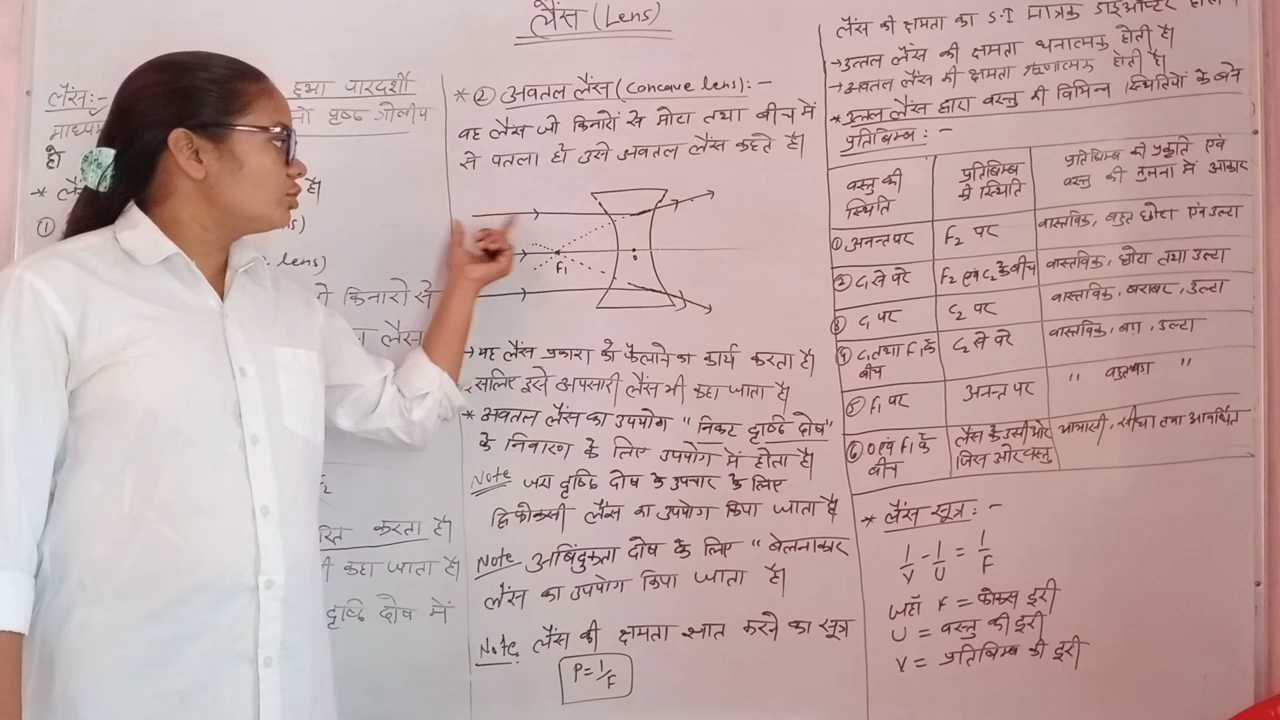 लैंस (Lens)
लैंस:- हुआ पारदर्शी
माध्यम पृष्ठ गोलीय
हो
* है।
①
lens)
किनारो से
लैंस
करता है।
कहा जाता है।
दृष्टि दोष में
* ② अवतल लैंस (concave lens):-
वह लैंस जो किनारों से मोटा तथा बीच में
से पतला हो उसे अवतल लैंस कहते है।
F₁
→ यह लैंस प्रकाश को फैलाने का कार्य करता है।
इसे अपसारी लैंस भी कहा जाता है।
* अवतल लैंस का उपयोग "निकट दृष्टि दोष"
के निवारण के लिए उपयोग में होता है।
Note जरा दृष्टि दोष के उपचार के लिए
द्विफोकसी लैंस का उपयोग किया जाता है
Note अबिंदुकता दोष के लिए "बेलनाकार
लैंस का उपयोग किया जाता है।
Note लैंस की क्षमता ज्ञात करने का सूत्र
P=1/F
लैंस की क्षमता का S.I मात्रक डाइऑप्टर
→ उत्तल लैंस की क्षमता धनात्मक होती है।
→ अवतल लैंस की क्षमता ऋणात्मक होती है।
* उत्तल लैंस द्वारा वस्तु की विभिन्न स्थितियों के बने
प्रतिबिम्ब:-
वस्तु की स्थिति प्रतिबिम्ब की स्थिति प्रतिबिम्ब की प्रकृति एवं वस्तु की तुलना में आकार
① अनन्त पर F₂ पर वास्तविक, बहुत छोटा एवं उल्टा
② C₁ से परे F₂ एवं C₂ के बीच वास्तविक, छोटा तथा उल्टा
③ C₁ पर C₂ पर वास्तविक, बराबर, उल्टा
④ C₁ तथा F₁ के बीच C₂ से परे वास्तविक, बड़ा, उल्टा
⑤ F₁ पर अनन्त पर " "
⑥ O एवं F₁ के बीच लैंस के उसी ओर जिस ओर वस्तु आभासी, सीधा तथा आवर्धित
* लैंस सूत्र:-
1/V - 1/U = 1/F
जहाँ F = फोकस दूरी
U = वस्तु की दूरी
V = प्रतिबिम्ब की दूरी